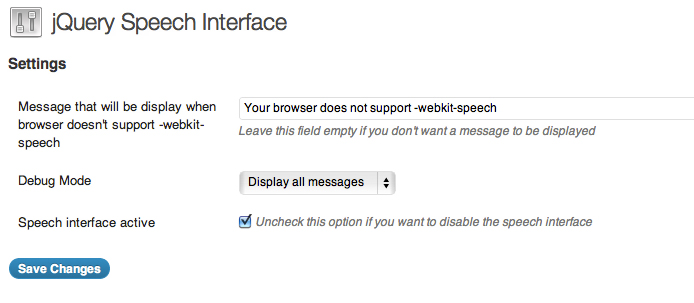 jQuery Speech Interface
Settings
Message that will be display when
browser doesn't support -webkit-
speech
Your browser does not support -webkit-speech
Leave this field empty if you don't want a message to be displayed
Debug Mode
Display all messages
Speech interface active
Uncheck this option if you want to disable the speech interface
Save Changes